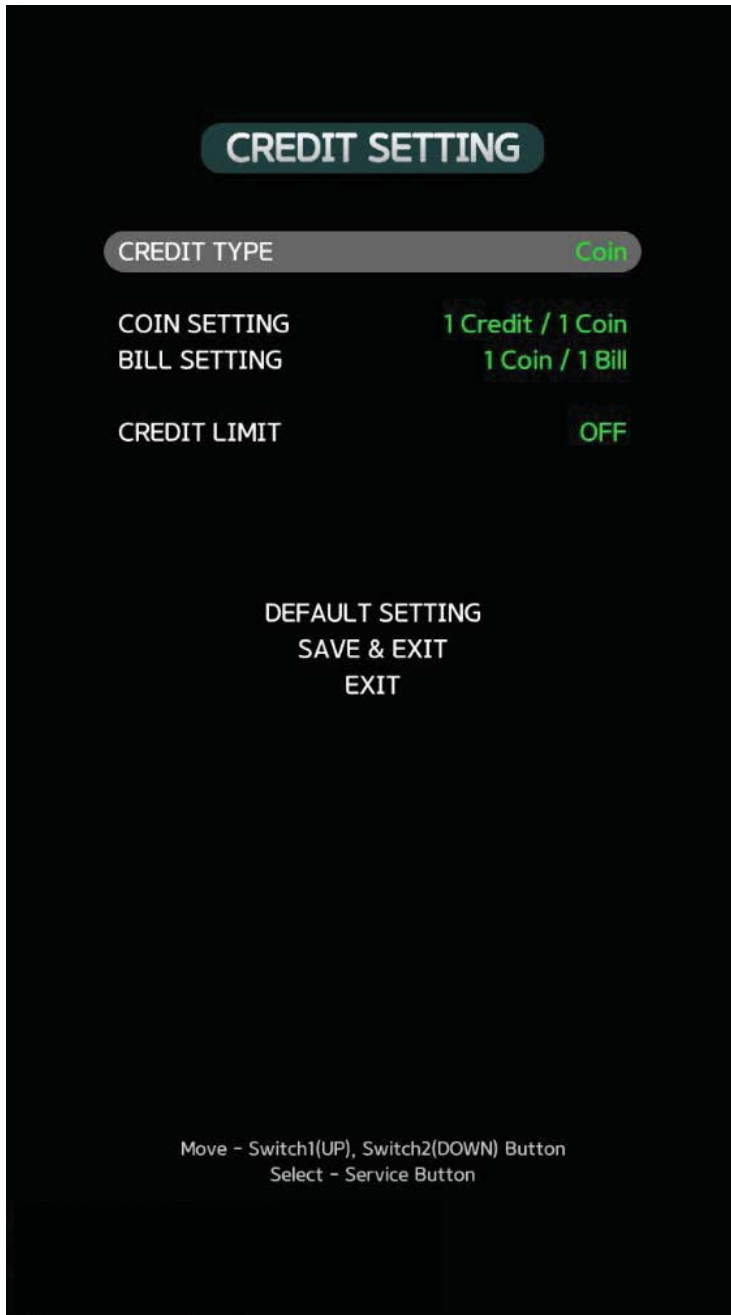 CREDIT SETTING
CREDIT TYPE Coin
COIN SETTING 1 Credit / 1 Coin
BILL SETTING 1 Coin / 1 Bill
CREDIT LIMIT OFF
DEFAULT SETTING
SAVE & EXIT
EXIT
Move - Switch1(UP), Switch2(DOWN) Button
Select - Service Button